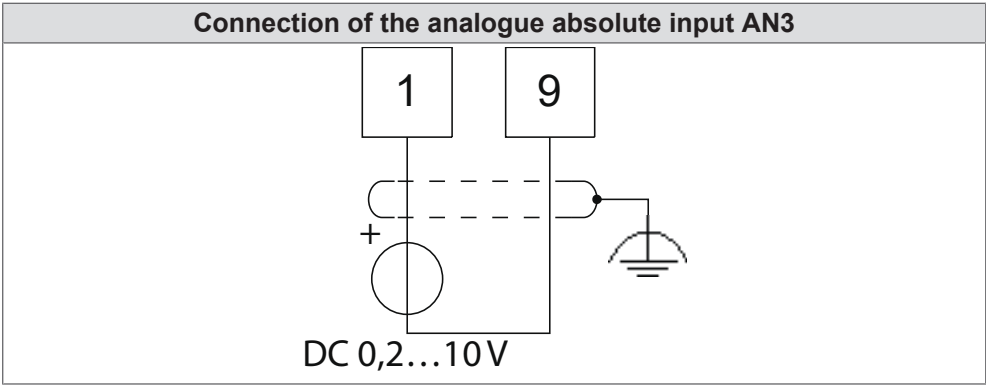 Connection of the analogue absolute input AN3
1 9
+
DC 0,2…10 V